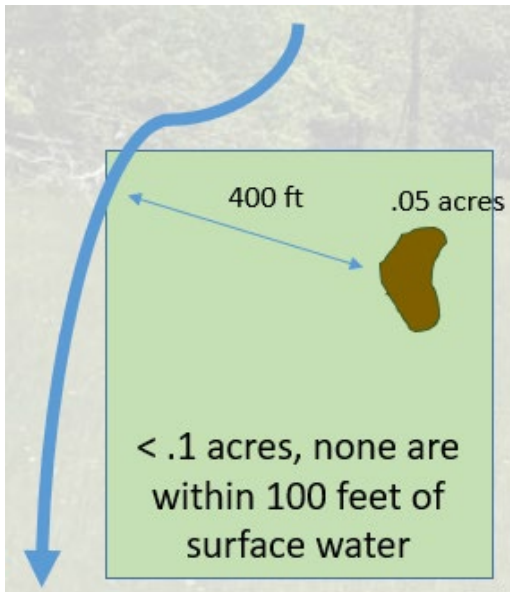 400 ft
.05 acres
< .1 acres, none are
within 100 feet of
surface water